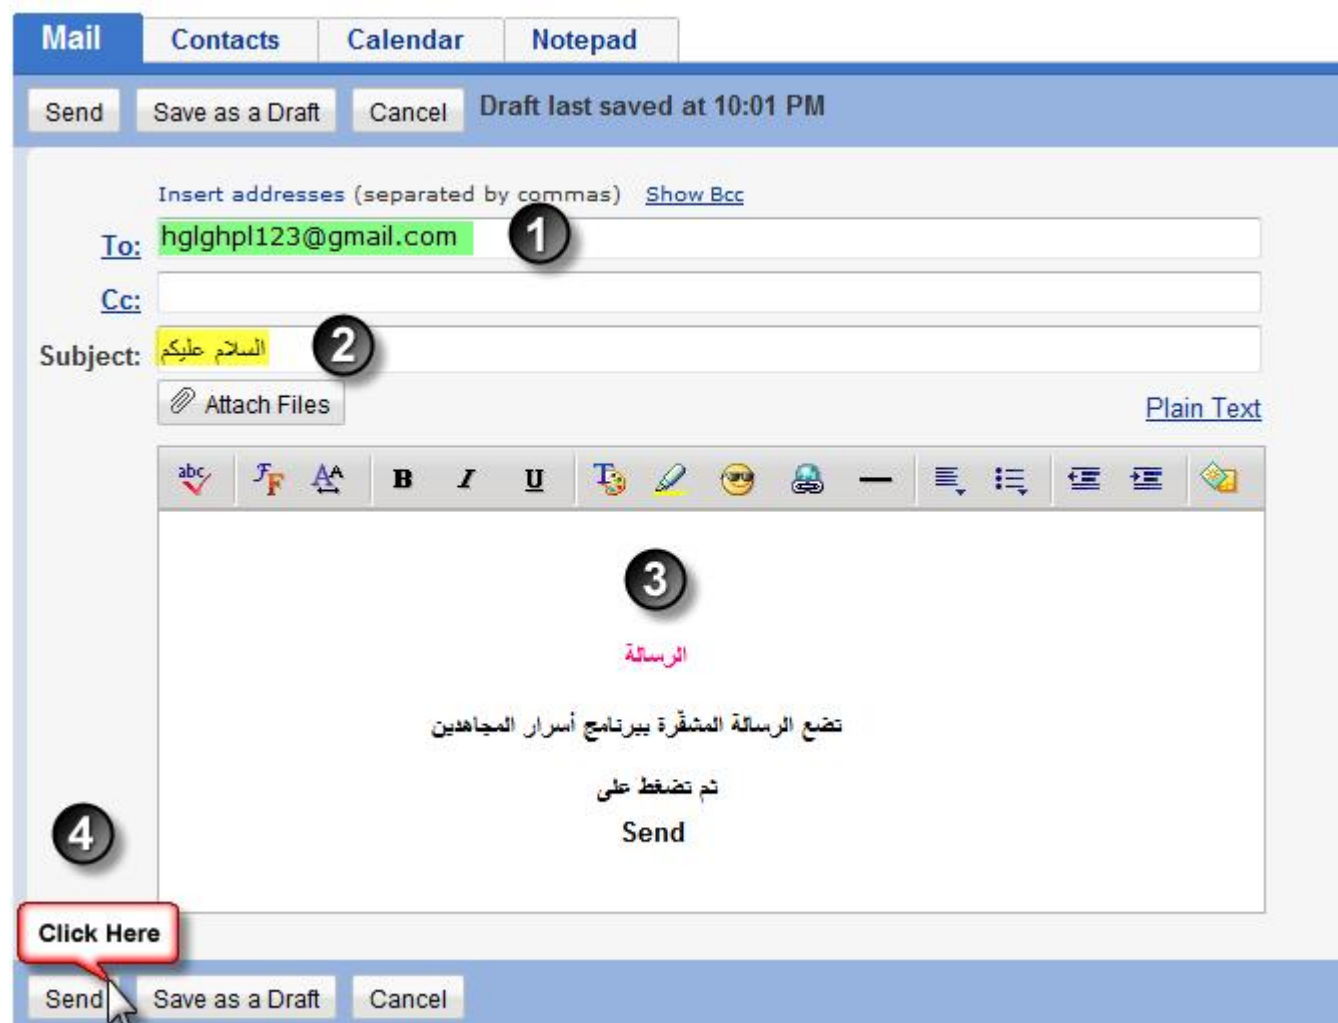 Mail Contacts Calendar Notepad
Send Save as a Draft Cancel Draft last saved at 10:01 PM
Insert addresses (separated by commas) Show Bcc
To: hglghpl123@gmail.com 1
Cc:
Subject: السلام عليكم 2
Attach Files Plain Text
abc F F A A B I U T
3
الرسالة
تضع الرسالة المشفّرة ببرنامج أسرار المجاهدين
ثم تضغط على
Send
4
Click Here
Send Save as a Draft Cancel